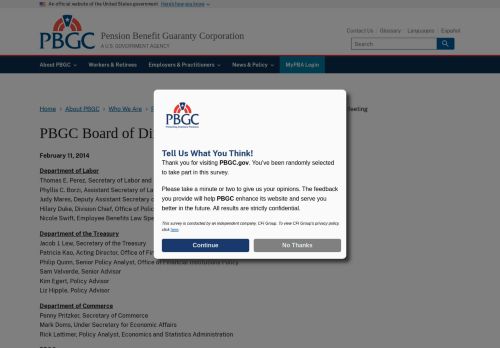 An official website of the United States government Here's how you know
PBGC
Pension Benefit Guaranty Corporation
A U.S. GOVERNMENT AGENCY
Contact Us Glossary Languages Español
Search
About PBGC Workers & Retirees Employers & Practitioners News & Policy MyPBA Login
Home > About PBGC > Who We Are > Meeting
PBGC Board of Di
February 11, 2014
Department of Labor
Thomas E. Perez, Secretary of Labor and
Phyllis C. Borzi, Assistant Secretary of La
Judy Mares, Deputy Assistant Secretary of
Hilary Duke, Division Chief, Office of Polic
Nicole Swift, Employee Benefits Law Spe
Department of the Treasury
Jacob J. Lew, Secretary of the Treasury
Patricia Kao, Acting Director, Office of Fin
Philip Quinn, Senior Policy Analyst, Office of Financial Institutions Policy
Sam Valverde, Senior Advisor
Kim Egert, Policy Advisor
Liz Hipple, Policy Advisor
Department of Commerce
Penny Pritzker, Secretary of Commerce
Mark Doms, Under Secretary for Economic Affairs
Rick Lattimer, Policy Analyst, Economics and Statistics Administration
PBGC
Protecting America's Pensions
Tell Us What You Think!
Thank you for visiting PBGC.gov. You've been randomly selected
to take part in this survey.
Please take a minute or two to give us your opinions. The feedback
you provide will help PBGC enhance its website and serve you
better in the future. All results are strictly confidential.
This survey is conducted by an independent company, CFI Group. To view CFI Group's privacy policy
click here.
Continue No Thanks